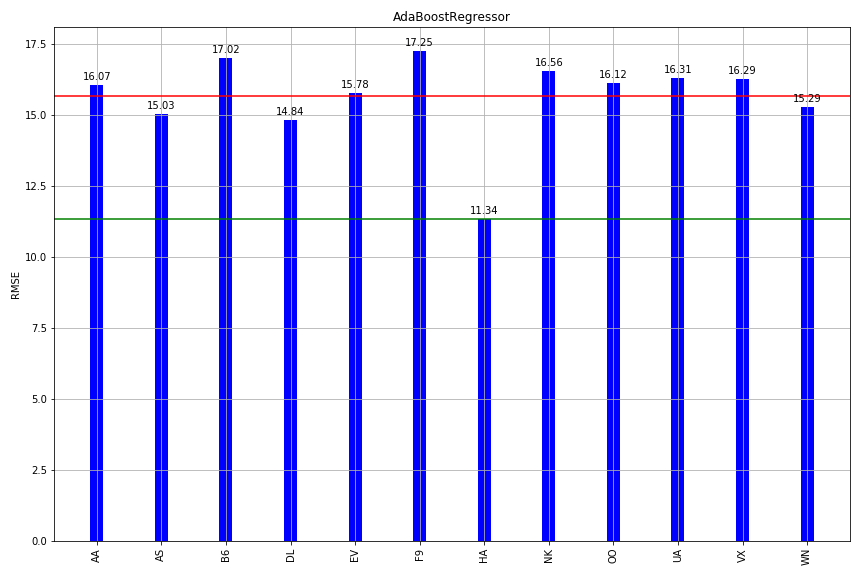 AdaBoostRegressor
RMSE
17.5
15.0
12.5
10.0
7.5
5.0
2.5
0.0
16.07
15.03
17.02
14.84
15.78
17.25
11.34
16.56
16.12
16.31
16.29
15.29
AA
AS
B6
DL
EV
F9
HA
NK
OO
UA
VX
WN